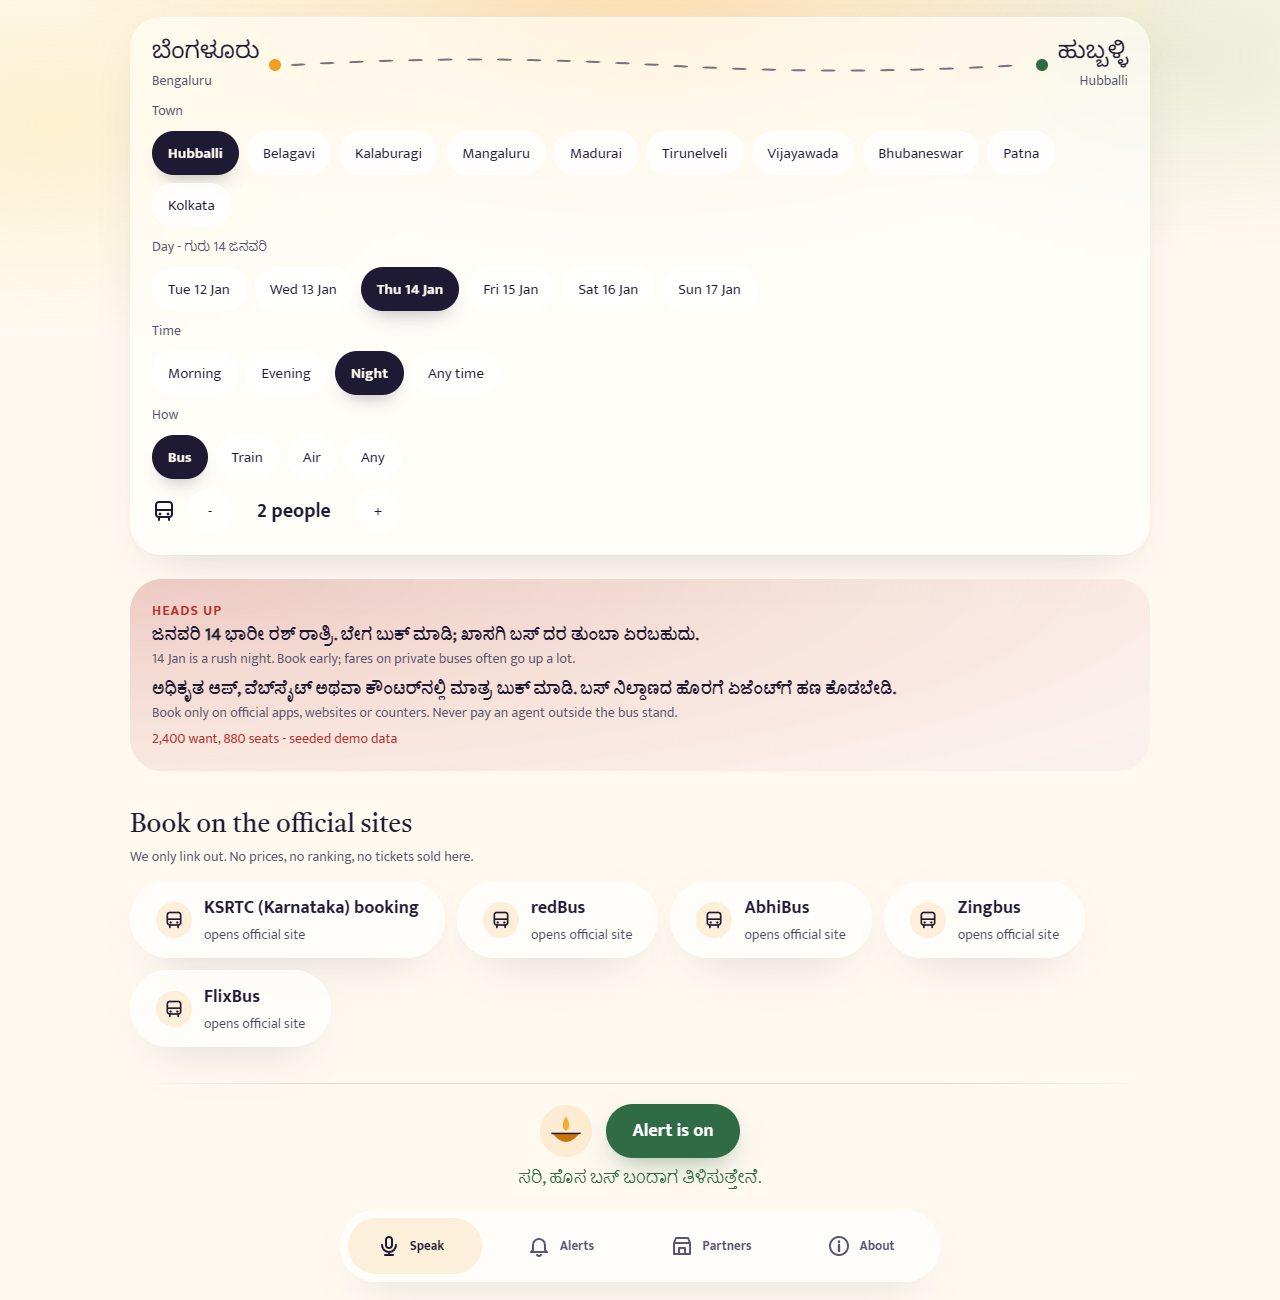 ಬೆಂಗಳೂರು
ಹುಬ್ಬಳ್ಳಿ
Bengaluru
Hubballi
Town
Hubballi Belagavi Kalaburagi Mangaluru Madurai Tirunelveli Vijayawada Bhubaneswar Patna
Kolkata
Day - ಗುರು 14 ಜನವರಿ
Tue 12 Jan Wed 13 Jan Thu 14 Jan Fri 15 Jan Sat 16 Jan Sun 17 Jan
Time
Morning Evening Night Any time
How
Bus Train Air Any
- 2 people +
HEADS UP
ಜನವರಿ 14 ಭಾರೀ ರಶ್ ರಾತ್ರಿ. ಬೇಗ ಬುಕ್ ಮಾಡಿ; ಖಾಸಗಿ ಬಸ್ ದರ ತುಂಬಾ ಏರಬಹುದು.
14 Jan is a rush night. Book early; fares on private buses often go up a lot.
ಅಧಿಕೃತ ಆಪ್, ವೆಬ್‌ಸೈಟ್ ಅಥವಾ ಕೌಂಟರ್‌ನಲ್ಲಿ ಮಾತ್ರ ಬುಕ್ ಮಾಡಿ. ಬಸ್ ನಿಲ್ದಾಣದ ಹೊರಗೆ ಏಜೆಂಟ್‌ಗೆ ಹಣ ಕೊಡಬೇಡಿ.
Book only on official apps, websites or counters. Never pay an agent outside the bus stand.
2,400 want, 880 seats - seeded demo data
Book on the official sites
We only link out. No prices, no ranking, no tickets sold here.
KSRTC (Karnataka) booking
opens official site
redBus
opens official site
AbhiBus
opens official site
Zingbus
opens official site
FlixBus
opens official site
Alert is on
ಸರಿ, ಹೊಸ ಬಸ್ ಬಂದಾಗ ತಿಳಿಸುತ್ತೇನೆ.
Speak Alerts Partners About